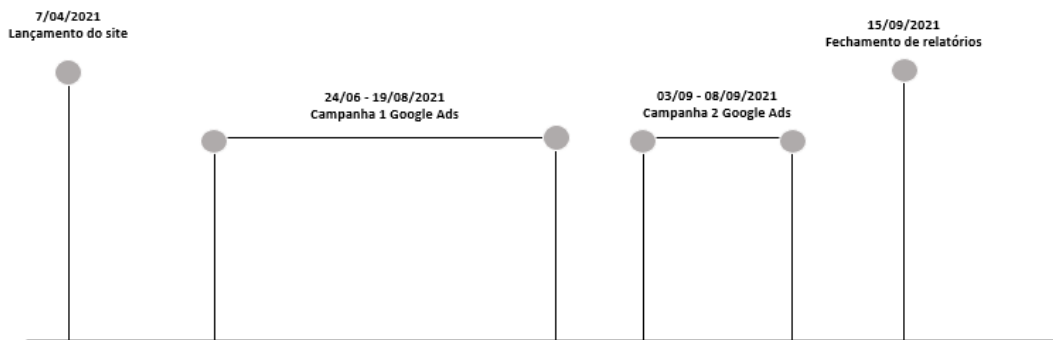 7/04/2021
Lançamento do site
24/06 - 19/08/2021
Campanha 1 Google Ads
03/09 - 08/09/2021
Campanha 2 Google Ads
15/09/2021
Fechamento de relatórios